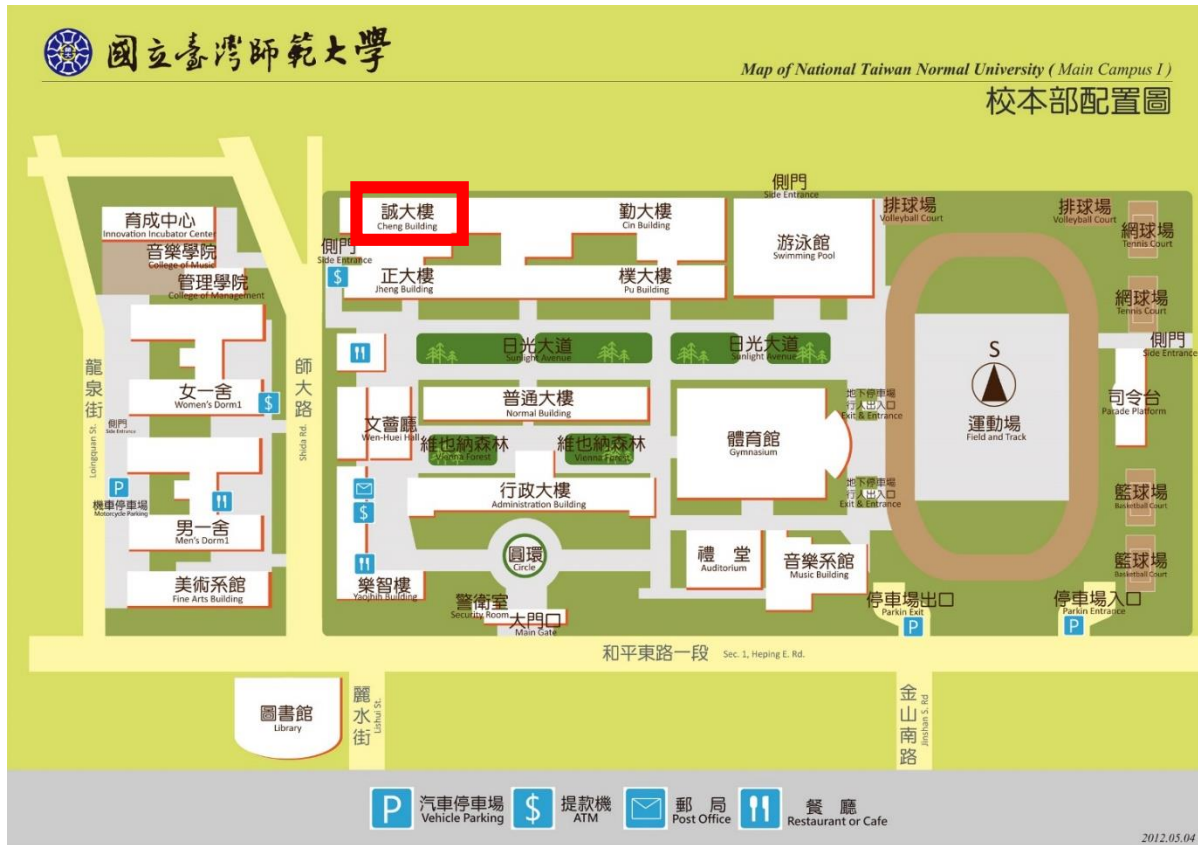 國立臺灣師範大學
Map of National Taiwan Normal University ( Main Campus I )
校本部配置圖
育成中心
Innovation Incubator Center
音樂學院
College of Music
管理學院
College of Management
龍泉街
Loingquan St.
女一舍
Women's Dorm1
側門
Side Entrance
P
機車停車場
Motorcycle Parking
男一舍
Men's Dorm1
美術系館
Fine Arts Building
$
師大路
Shida Rd.
誠大樓
Cheng Building
勤大樓
Cin Building
側門
Side Entrance
$
正大樓
Jheng Building
樸大樓
Pu Building
側門
Side Entrance
游泳館
Swimming Pool
排球場
Volleyball Court
排球場
Volleyball Court
網球場
Tennis Court
網球場
Tennis Court
側門
Side Entrance
日光大道
Sunlight Avenue
日光大道
Sunlight Avenue
普通大樓
Normal Building
文薈廳
Wen-Huei Hall
維也納森林
Vienna Forest
維也納森林
Vienna Forest
$
行政大樓
Administration Building
體育館
Gymnasium
地下停車場
行人出入口
Exit & Entrance
地下停車場
行人出入口
Exit & Entrance
S
運動場
Field and Track
司令台
Parade Platform
籃球場
Basketball Court
籃球場
Basketball Court
圓環
Circle
禮 堂
Auditorium
音樂系館
Music Building
樂智樓
Yaojhih Building
警衛室
Security Room
大門口
Main Gate
停車場出口
Parkin Exit
P
停車場入口
Parkin Entrance
P
和平東路一段 Sec. 1, Heping E. Rd.
圖書館
Library
麗水街
Lishui St.
金山南路
Jinshan S. Rd
P 汽車停車場
Vehicle Parking
$ 提款機
ATM
郵 局
Post Office
餐 廳
Restaurant or Cafe
2012.05.04